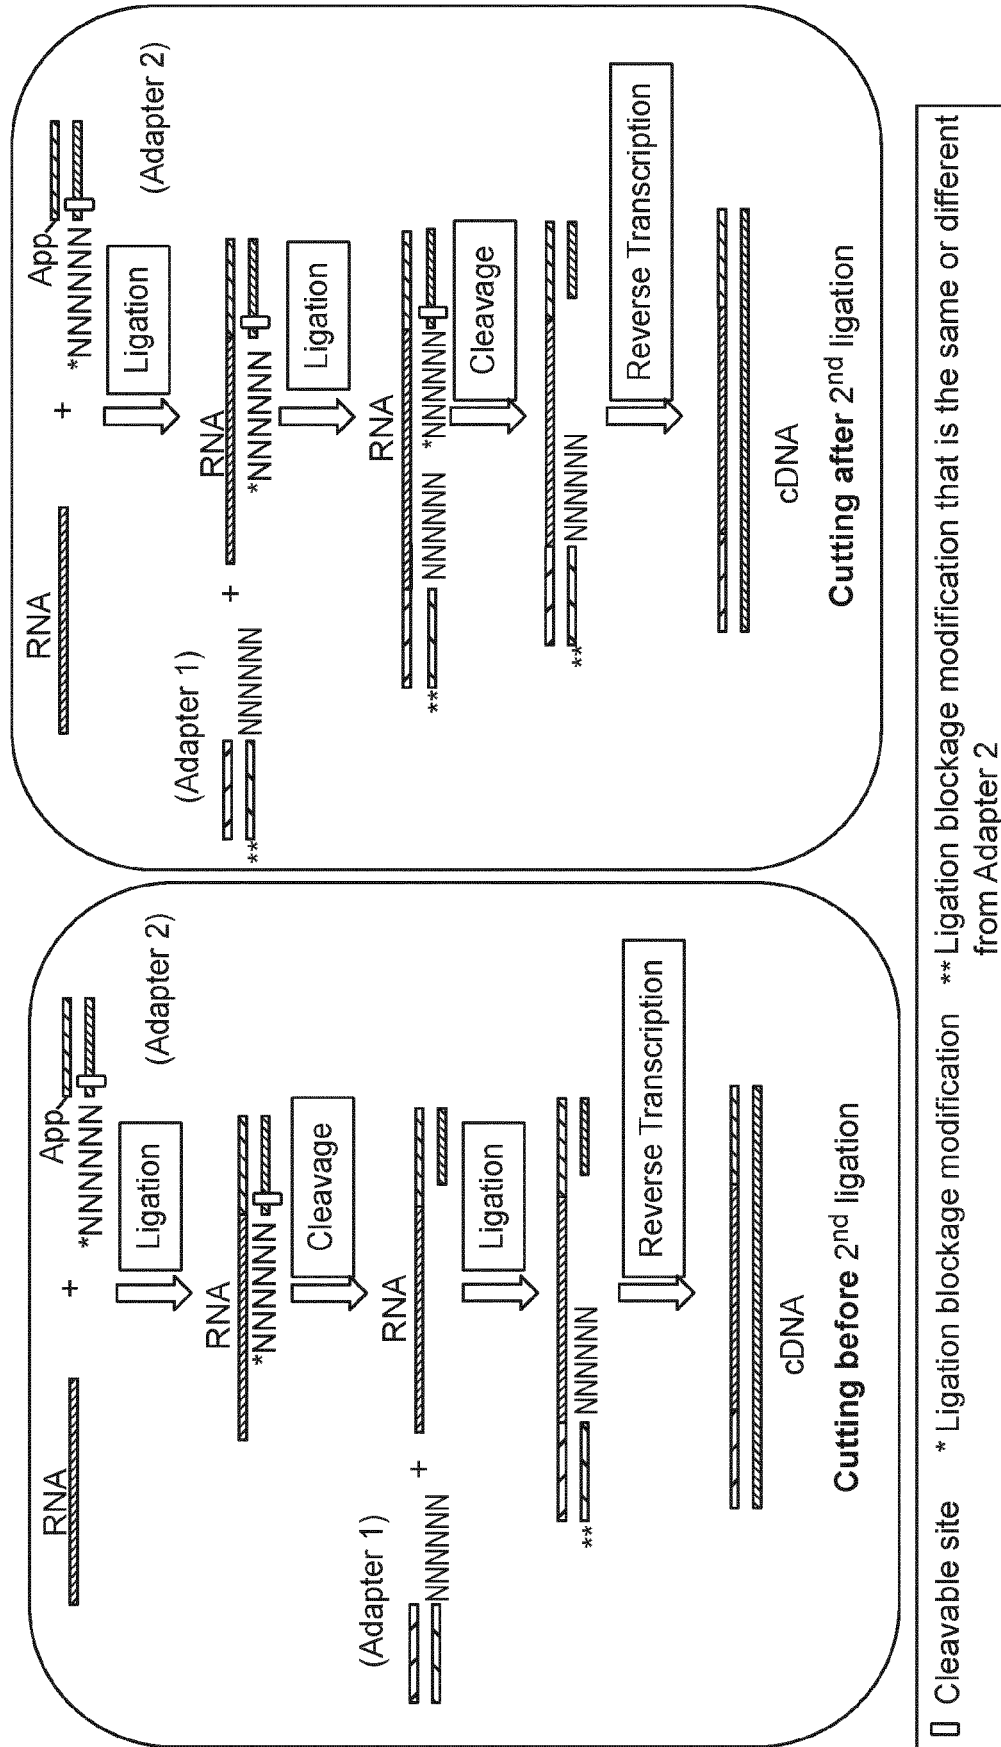 RNA
+
App
*NNNNNN
(Adapter 2)
Ligation
RNA
*NNNNNN
Cleavage
(Adapter 1)
NNNNNN
+
RNA
Ligation
**
NNNNNN
Reverse Transcription
cDNA
Cutting before 2nd ligation
RNA
+
App
*NNNNNN
(Adapter 2)
Ligation
(Adapter 1)
**
NNNNNN
+
RNA
*NNNNNN
Ligation
RNA
**
NNNNNN
*NNNNNN
Cleavage
**
NNNNNN
Reverse Transcription
cDNA
Cutting after 2nd ligation
Cleavable site * Ligation blockage modification ** Ligation blockage modification that is the same or different
from Adapter 2